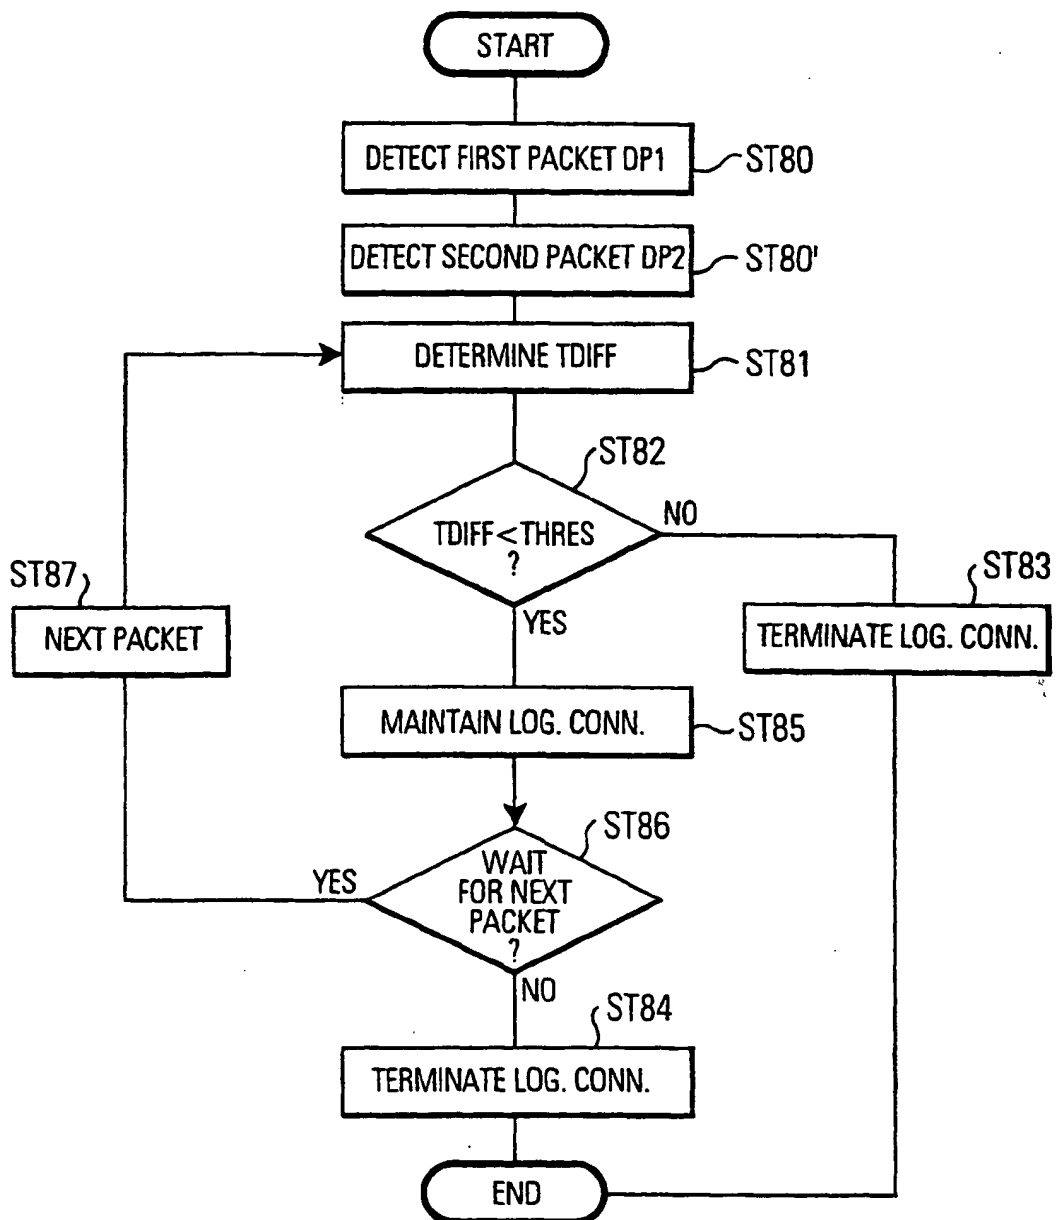 START
DETECT FIRST PACKET DP1
ST80
DETECT SECOND PACKET DP2
ST80'
DETERMINE TDIFF
ST81
ST82
TDIFF<THRES
?
NO
YES
ST83
TERMINATE LOG. CONN.
ST87
NEXT PACKET
MAINTAIN LOG. CONN.
ST85
ST86
WAIT
FOR NEXT
PACKET
?
YES
NO
ST84
TERMINATE LOG. CONN.
END